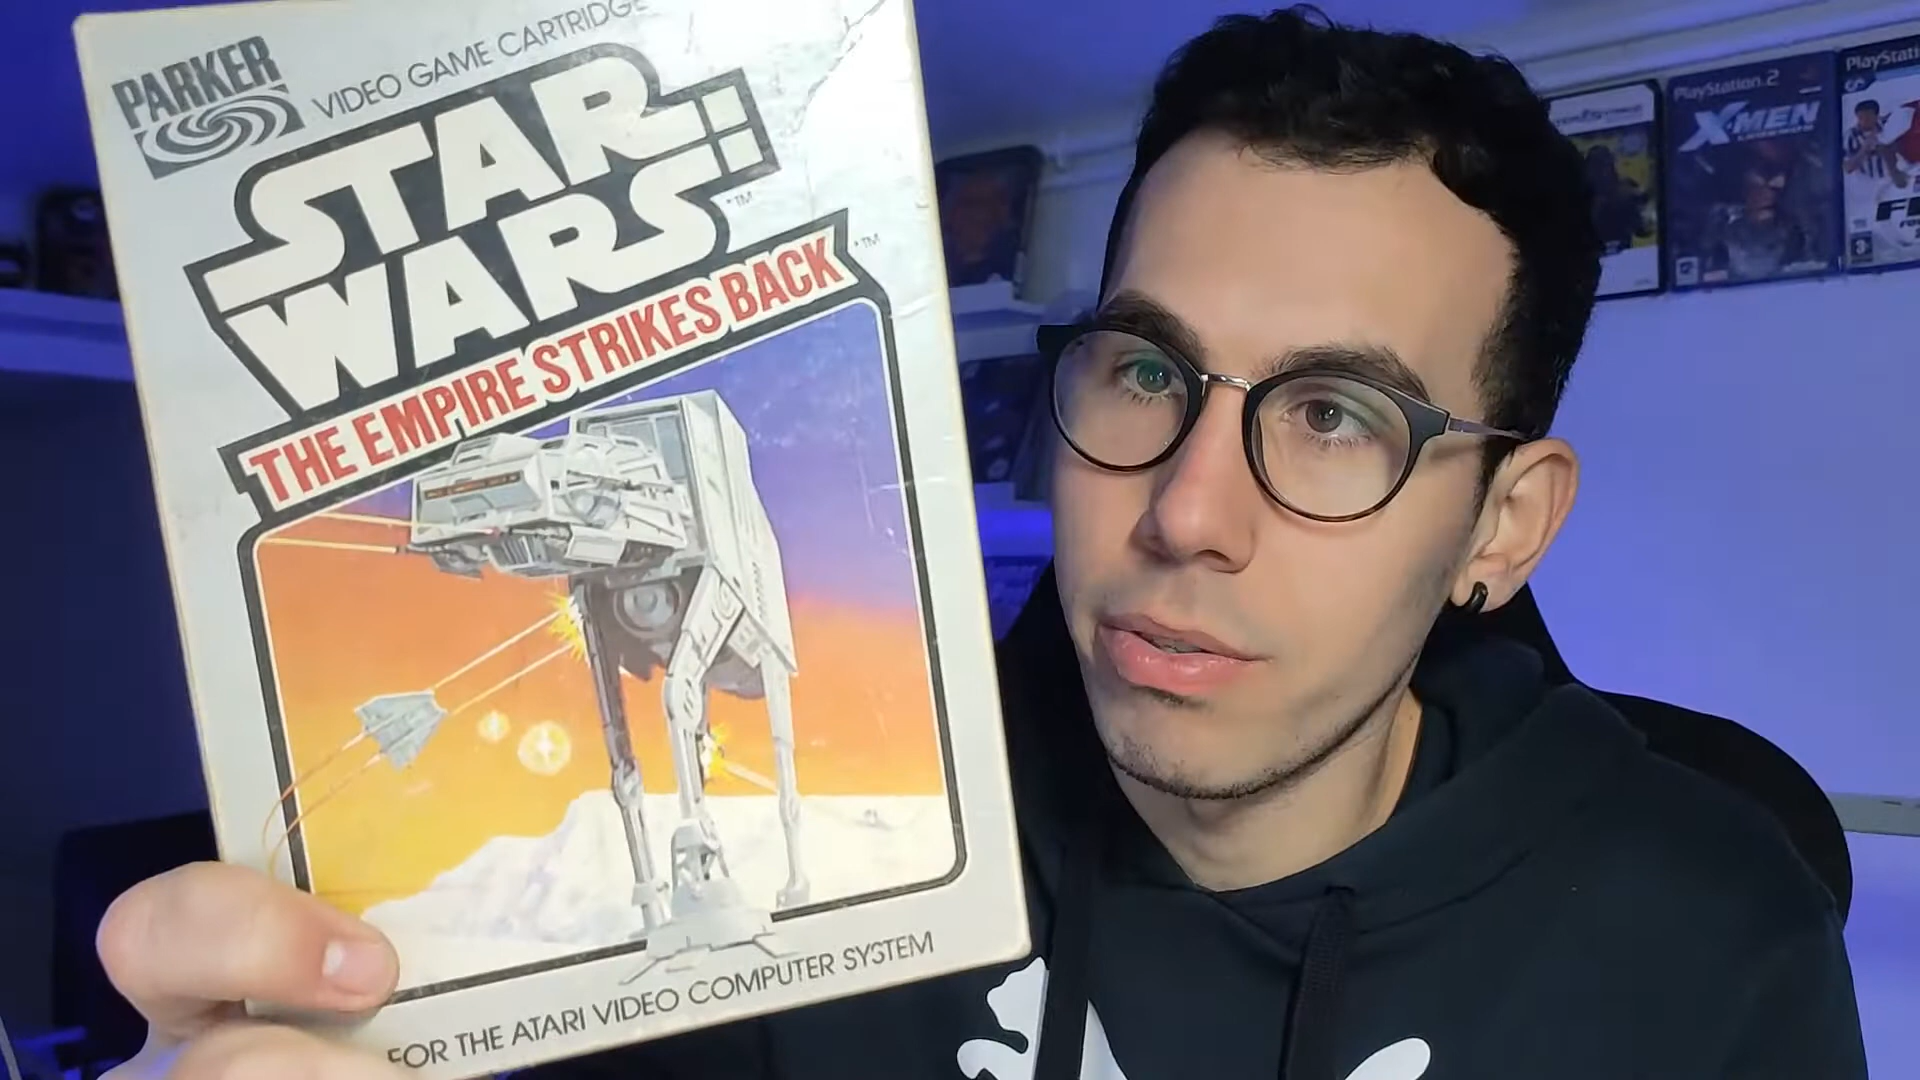 PARKER
VIDEO GAME CARTRIDGE
STAR
WARS
™
THE EMPIRE STRIKES BACK
™
FOR THE ATARI VIDEO COMPUTER SYSTEM
PlayStation 2
X-MEN
PlayStati